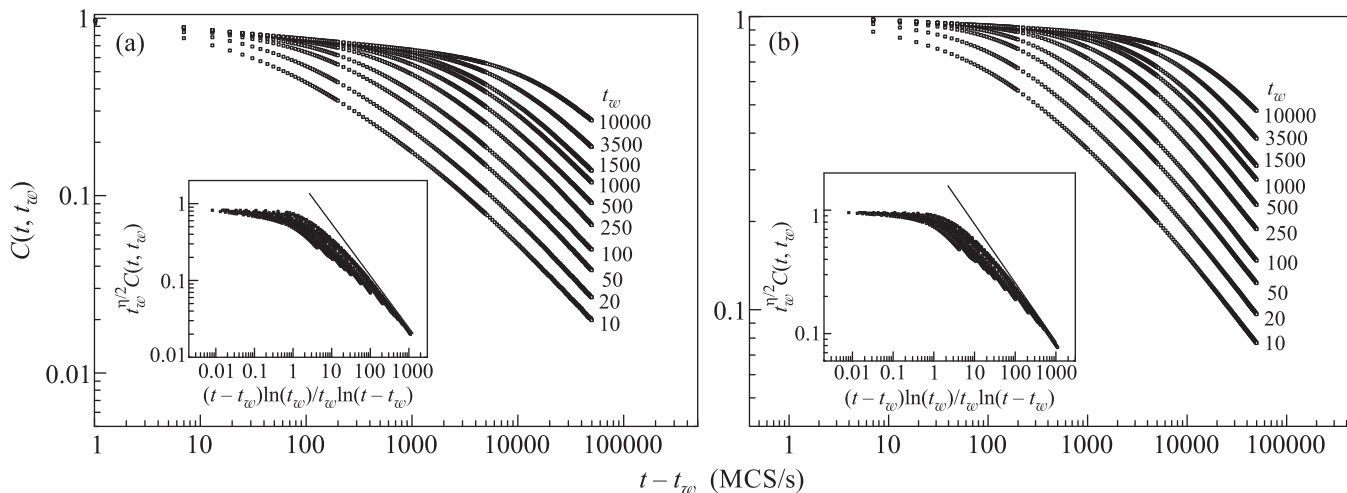 1
(a)
0.1
0.01
C(t, t_w)
t_w
10000
3500
1500
1000
500
250
100
50
20
10
1
0.1
0.01
t_w^{η/2} C(t, t_w)
0.01 0.1 1 10 100 1000
(t – t_w)ln(t_w)/t_w ln(t – t_w)
1 10 100 1000 10000 100000
1
(b)
0.1
t_w
10000
3500
1500
1000
500
250
100
50
20
10
1
0.1
t_w^{η/2} C(t, t_w)
0.01 0.1 1 10 100 1000
(t – t_w)ln(t_w)/t_w ln(t – t_w)
1 10 100 1000 10000 100000
t – t_w (MCS/s)